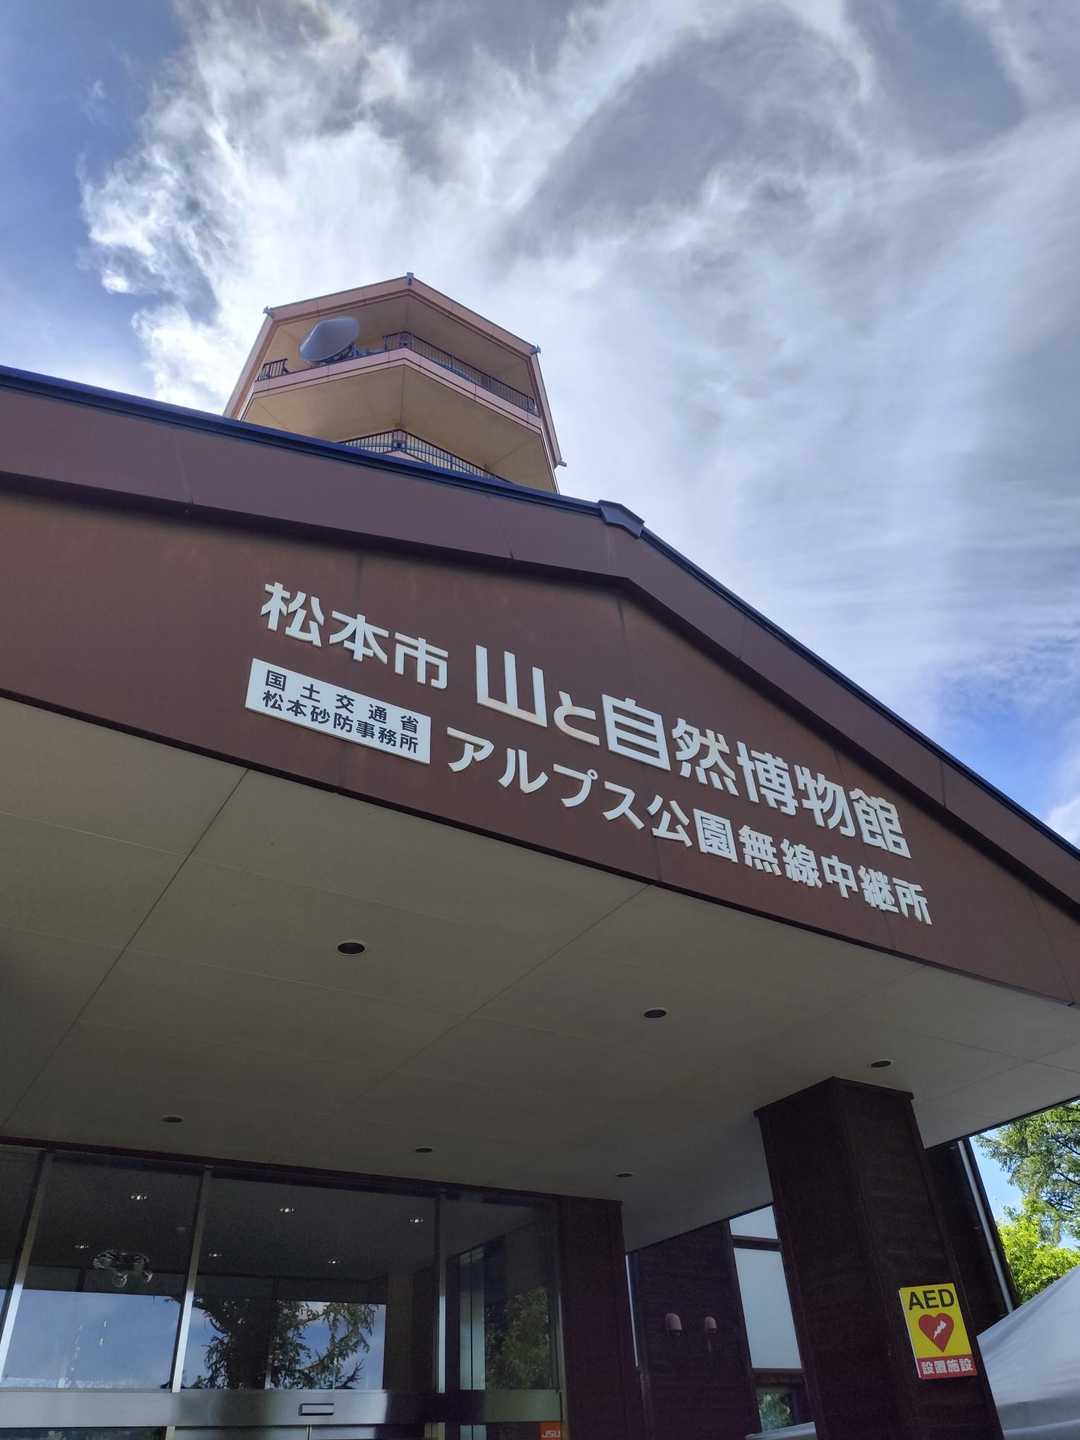 松本市 山と自然博物館
国土交通省
松本砂防事務所
アルプス公園無線中継所
AED
設置施設
JSU